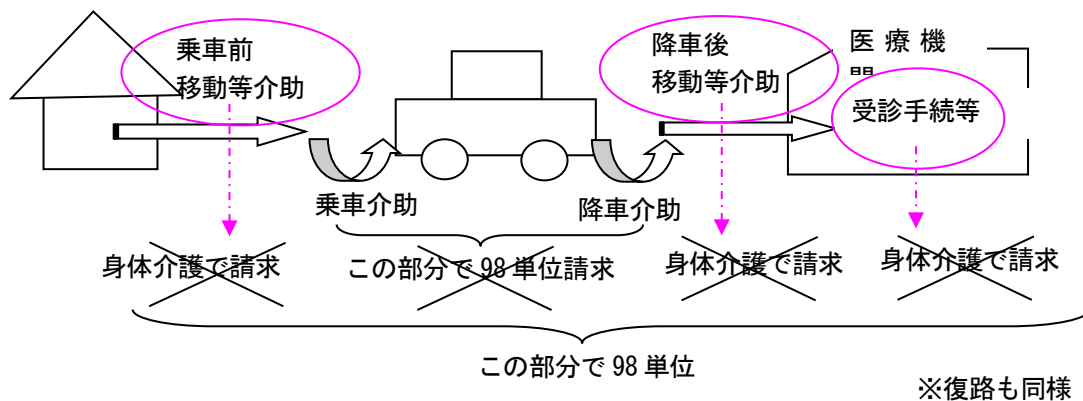 乗車前
移動等介助
降車後
移動等介助
医療機
受診手続等
乗車介助
降車介助
身体介護で請求
この部分で98単位請求
身体介護で請求
身体介護で請求
この部分で98単位
※復路も同様